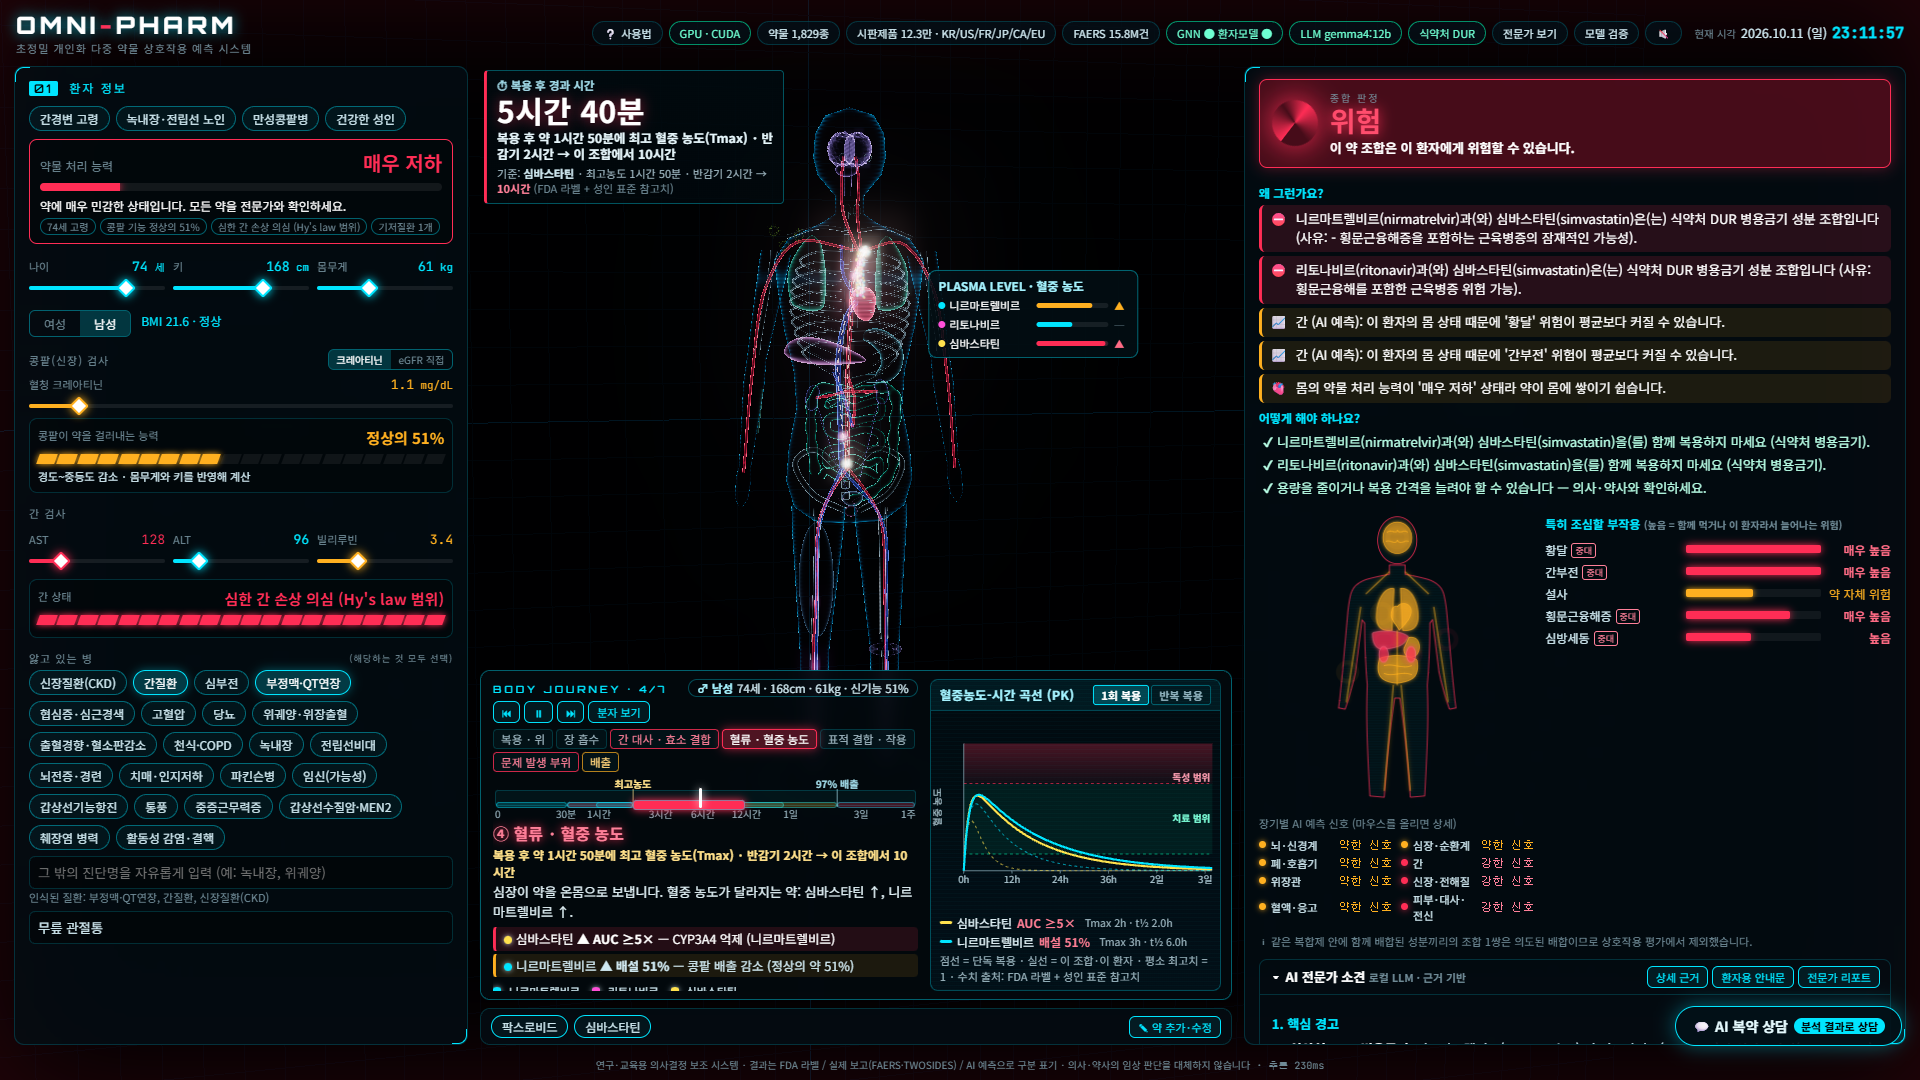 OMNI-PHARM
초정밀 개인화 다중 약물 상호작용 예측 시스템
? 사용법
GPU · CUDA
약물 1,829종
시판제품 12.3만 · KR/US/FR/JP/CA/EU
FAERS 15.8M건
GNN 환자모델
LLM gemma4:12b
식약처 DUR
전문가 보기
모델 검증
현재 시각 2026.10.11 (일) 23:11:57
01 환자 정보
간경변 고령
녹내장·전립선 노인
만성콩팥병
건강한 성인
약물 처리 능력
매우 저하
약에 매우 민감한 상태입니다. 모든 약을 전문가와 확인하세요.
74세 고령
콩팥 기능 정상의 51%
심한 간 손상 의심 (Hy's law 범위)
기저질환 1개
나이 74 세
키 168 cm
몸무게 61 kg
여성
남성
BMI 21.6 · 정상
콩팥(신장) 검사
크레아티닌
eGFR 직접
혈청 크레아티닌
1.1 mg/dL
콩팥이 약을 걸러내는 능력
정상의 51%
경도~중등도 감소 · 몸무게와 키를 반영해 계산
간 검사
AST 128
ALT 96
빌리루빈 3.4
간 상태
심한 간 손상 의심 (Hy's law 범위)
앓고 있는 병
(해당하는 것 모두 선택)
신장질환(CKD)
간질환
심부전
부정맥·QT연장
협심증·심근경색
고혈압
당뇨
위궤양·위장출혈
출혈경향·혈소판감소
천식·COPD
녹내장
전립선비대
뇌전증·경련
치매·인지저하
파킨슨병
임신(가능성)
갑상선기능항진
통풍
중증근무력증
갑상선수질암·MEN2
췌장염 병력
활동성 감염·결핵
그 밖의 진단명을 자유롭게 입력 (예: 녹내장, 위궤양)
인식된 질환: 부정맥·QT연장, 간질환, 신장질환(CKD)
무릎 관절통
복용 후 경과 시간
5시간 40분
복용 후 약 1시간 50분에 최고 혈중 농도(Tmax) · 반
감기 2시간 → 이 조합에서 10시간
기준: 심바스타틴 · 최고농도 1시간 50분 · 반감기 2시간 →
10시간 (FDA 라벨 + 성인 표준 참고치)
PLASMA LEVEL · 혈중 농도
니르마트렐비르
리토나비르
심바스타틴
BODY JOURNEY · 4/7
♂ 남성 74세 · 168cm · 61kg · 신기능 51%
분자 보기
복용 · 위
장 흡수
간 대사 · 효소 결합
혈류 · 혈중 농도
표적 결합 · 작용
문제 발생 부위
배출
최고농도
97% 배출
0 30분 1시간 3시간 6시간 12시간 1일 3일 1주
④ 혈류 · 혈중 농도
복용 후 약 1시간 50분에 최고 혈중 농도(Tmax) · 반감기 2시간 → 이 조합에서 10
시간
심장이 약을 온몸으로 보냅니다. 혈중 농도가 달라지는 약: 심바스타틴 ↑, 니르
마트렐비르 ↑.
심바스타틴 ▲ AUC ≥5× — CYP3A4 억제 (니르마트렐비르)
니르마트렐비르 ▲ 배설 51% — 콩팥 배출 감소 (정상의 약 51%)
니르마트렐비르 리토나비르 심바스타틴
혈중농도-시간 곡선 (PK)
1회 복용
반복 복용
독성 범위
치료 범위
혈중 농도
0h 12h 24h 36h 2일 3일
심바스타틴 AUC ≥5× Tmax 2h · t½ 2.0h
니르마트렐비르 배설 51% Tmax 3h · t½ 6.0h
점선 = 단독 복용 · 실선 = 이 조합·이 환자 · 평소 최고치 =
1 · 수치 출처: FDA 라벨 + 성인 표준 참고치
팍스로비드
심바스타틴
약 추가·수정
종합 판정
위험
이 약 조합은 이 환자에게 위험할 수 있습니다.
왜 그런가요?
니르마트렐비르(nirmatrelvir)과(와) 심바스타틴(simvastatin)은(는) 식약처 DUR 병용금기 성분 조합입니다
(사유: - 횡문근융해증을 포함하는 근육병증의 잠재적인 가능성).
리토나비르(ritonavir)과(와) 심바스타틴(simvastatin)은(는) 식약처 DUR 병용금기 성분 조합입니다 (사유:
횡문근융해를 포함한 근육병증 위험 가능).
간 (AI 예측): 이 환자의 몸 상태 때문에 '황달' 위험이 평균보다 커질 수 있습니다.
간 (AI 예측): 이 환자의 몸 상태 때문에 '간부전' 위험이 평균보다 커질 수 있습니다.
몸의 약물 처리 능력이 '매우 저하' 상태라 약이 몸에 쌓이기 쉽습니다.
어떻게 해야 하나요?
✓ 니르마트렐비르(nirmatrelvir)과(와) 심바스타틴(simvastatin)을(를) 함께 복용하지 마세요 (식약처 병용금기).
✓ 리토나비르(ritonavir)과(와) 심바스타틴(simvastatin)을(를) 함께 복용하지 마세요 (식약처 병용금기).
✓ 용량을 줄이거나 복용 간격을 늘려야 할 수 있습니다 — 의사·약사와 확인하세요.
특히 조심할 부작용 (높음 = 함께 먹거나 이 환자라서 늘어나는 위험)
황달 중대 매우 높음
간부전 중대 매우 높음
설사 약 자체 위험
횡문근융해증 중대 매우 높음
심방세동 중대 높음
장기별 AI 예측 신호 (마우스를 올리면 상세)
뇌·신경계 약한 신호 심장·순환계 약한 신호
폐·호흡기 약한 신호 간 강한 신호
위장관 약한 신호 신장·전해질 강한 신호
혈액·응고 약한 신호 피부·대사·전신 강한 신호
같은 복합제 안에 함께 배합된 성분끼리의 조합 1쌍은 의도된 배합이므로 상호작용 평가에서 제외했습니다.
AI 전문가 소견 로컬 LLM · 근거 기반
상세 근거
환자용 안내문
전문가 리포트
1. 핵심 경고
AI 복약 상담 분석 결과로 상담
연구·교육용 의사결정 보조 시스템 · 결과는 FDA 라벨 / 실제 보고(FAERS·TWOSIDES) / AI 예측으로 구분 표기 · 의사·약사의 임상 판단을 대체하지 않습니다 · 추론 230ms